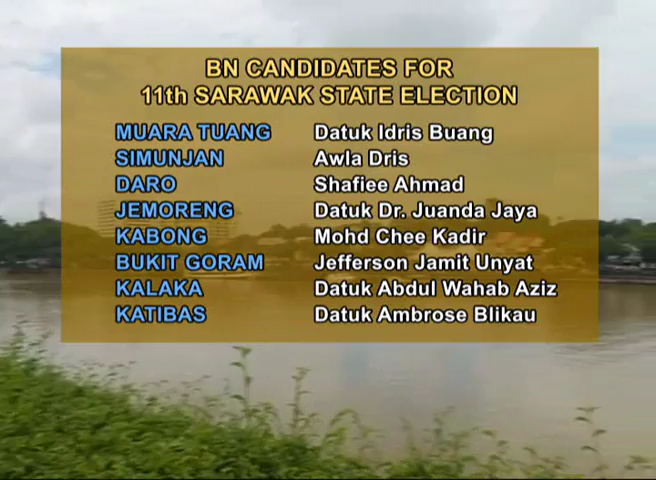 BN CANDIDATES FOR
11th SARAWAK STATE ELECTION
MUARA TUANG Datuk Idris Buang
SIMUNJAN Awla Dris
DARO Shafiee Ahmad
JEMORENG Datuk Dr. Juanda Jaya
KABONG Mohd Chee Kadir
BUKIT GORAM Jefferson Jamit Unyat
KALAKA Datuk Abdul Wahab Aziz
KATIBAS Datuk Ambrose Blikau